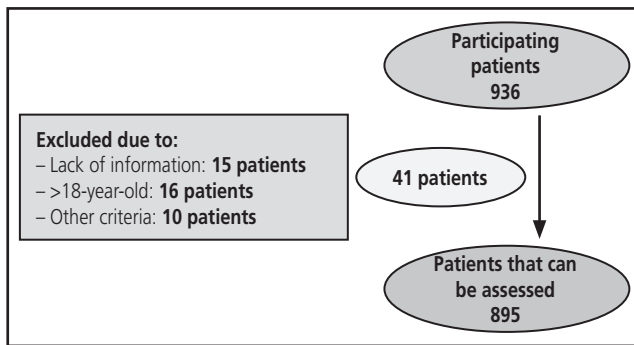 Participating
patients
936
Excluded due to:
– Lack of information: 15 patients
– >18-year-old: 16 patients
– Other criteria: 10 patients
41 patients
Patients that can
be assessed
895